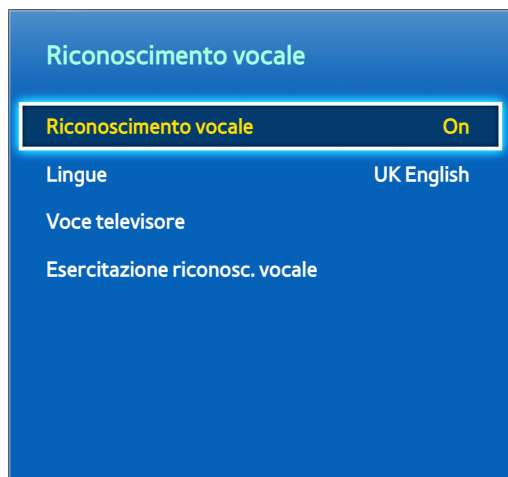 Riconoscimento vocale
Riconoscimento vocale On
Lingue UK English
Voce televisore
Esercitazione riconosc. vocale